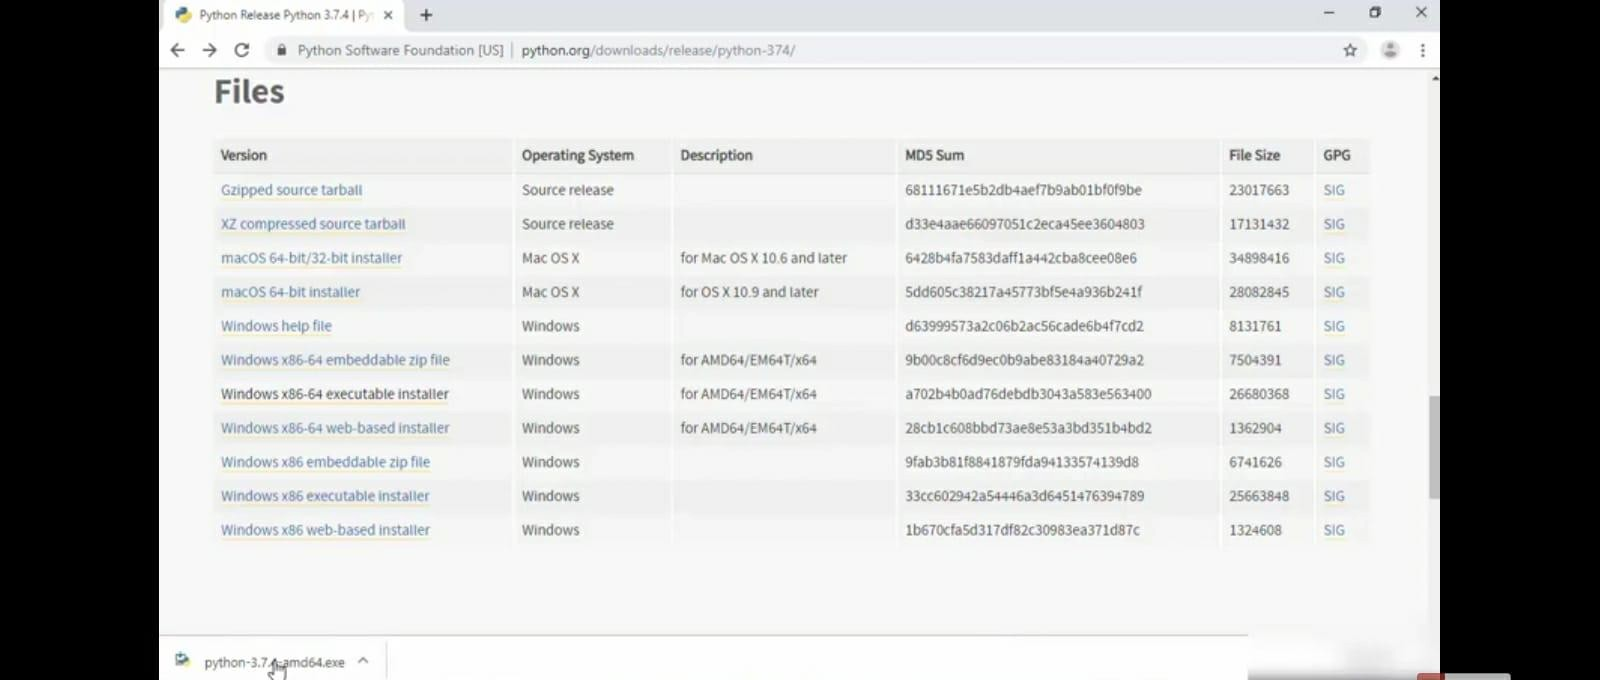 Python Release Python 3.7.4 | Py
Python Software Foundation [US] | python.org/downloads/release/python-374/
Files
Version Operating System Description MD5 Sum File Size GPG
Gzipped source tarball Source release 68111671e5b2db4aef7b9ab01bf0f9be 23017663 SIG
XZ compressed source tarball Source release d33e4aae66097051c2eca45ee3604803 17131432 SIG
macOS 64-bit/32-bit installer Mac OS X for Mac OS X 10.6 and later 6428b4fa7583daff1a442cba8cee08e6 34898416 SIG
macOS 64-bit installer Mac OS X for OS X 10.9 and later 5dd605c38217a45773bf5e4a936b241f 28082845 SIG
Windows help file Windows d63999573a2c06b2ac56cade6b4f7cd2 8131761 SIG
Windows x86-64 embeddable zip file Windows for AMD64/EM64T/x64 9b00c8cf6d9ec0b9abe83184a40729a2 7504391 SIG
Windows x86-64 executable installer Windows for AMD64/EM64T/x64 a702b4b0ad76debdb3043a583e563400 26680368 SIG
Windows x86-64 web-based installer Windows for AMD64/EM64T/x64 28cb1c608bbd73ae8e53a3bd351b4bd2 1362904 SIG
Windows x86 embeddable zip file Windows 9fab3b81f8841879fda94133574139d8 6741626 SIG
Windows x86 executable installer Windows 33cc602942a54446a3d6451476394789 25663848 SIG
Windows x86 web-based installer Windows 1b670cfa5d317df82c30983ea371d87c 1324608 SIG
python-3.7.4-amd64.exe